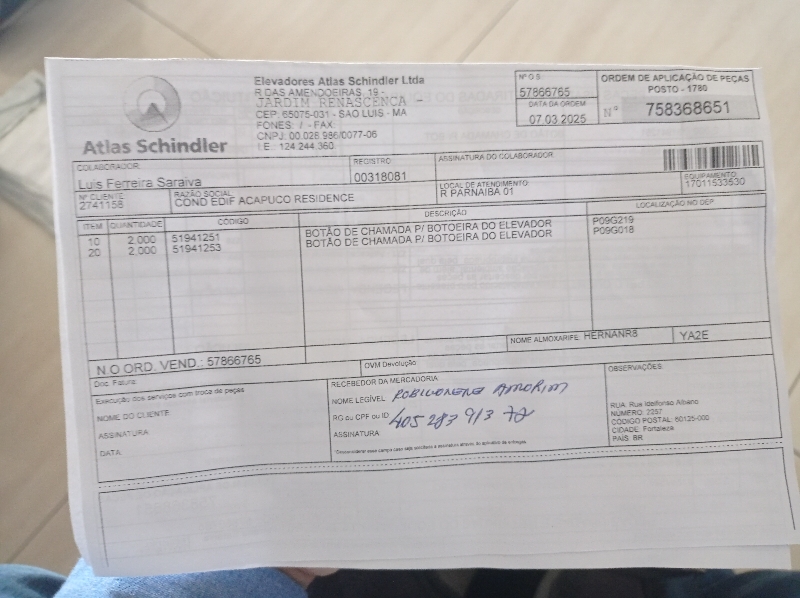 Elevadores Atlas Schindler Ltda
R DAS AMENDOEIRAS, 19 -
JARDIM RENASCENCA -
CEP: 65075-031 - SAO LUIS - MA
FONES: / - FAX:
CNPJ: 00.028.986/0077-06
I.E.: 124.244.360
Atlas Schindler
Nº O.S.
57866765
DATA DA ORDEM
07.03.2025
ORDEM DE APLICAÇÃO DE PEÇAS
POSTO - 1780
Nº 758368651
COLABORADOR
Luis Ferreira Saraiva
REGISTRO
00318081
ASSINATURA DO COLABORADOR
Nº CLIENTE
2741158
RAZÃO SOCIAL
COND EDIF ACAPUCO RESIDENCE
LOCAL DE ATENDIMENTO:
R PARNAIBA 01
EQUIPAMENTO
17011533530
ITEM QUANTIDADE CÓDIGO DESCRIÇÃO LOCALIZAÇÃO NO DEP
10 2,000 51941251 BOTÃO DE CHAMADA P/ BOTOEIRA DO ELEVADOR P09G219
20 2,000 51941253 BOTÃO DE CHAMADA P/ BOTOEIRA DO ELEVADOR P09G018
NOME ALMOXARIFE HERNANRB YA2E
N.O ORD. VEND.: 57866765
OVM Devolução
Doc. Fatura:
Execução dos serviços com troca de peças
NOME DO CLIENTE
ASSINATURA
DATA:
RECEBEDOR DA MERCADORIA
NOME LEGÍVEL AMORIM
RG ou CPF ou ID 405 283 913 72
ASSINATURA
OBSERVAÇÕES
RUA: Rua Ildefonso Albano
NÚMERO: 2257
CÓDIGO POSTAL: 60125-000
CIDADE: Fortaleza
PAÍS: BR